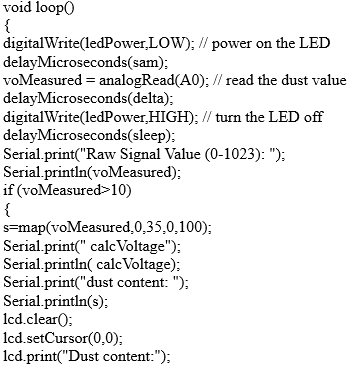 void loop()
{
digitalWrite(ledPower,LOW); // power on the LED
delayMicroseconds(sam);
voMeasured = analogRead(A0); // read the dust value
delayMicroseconds(delta);
digitalWrite(ledPower,HIGH); // turn the LED off
delayMicroseconds(sleep);
Serial.print("Raw Signal Value (0-1023): ");
Serial.println(voMeasured);
if (voMeasured>10)
{
s=map(voMeasured,0,35,0,100);
Serial.print(" calcVoltage");
Serial.println( calcVoltage);
Serial.print("dust content: ");
Serial.println(s);
lcd.clear();
lcd.setCursor(0,0);
lcd.print("Dust content:");